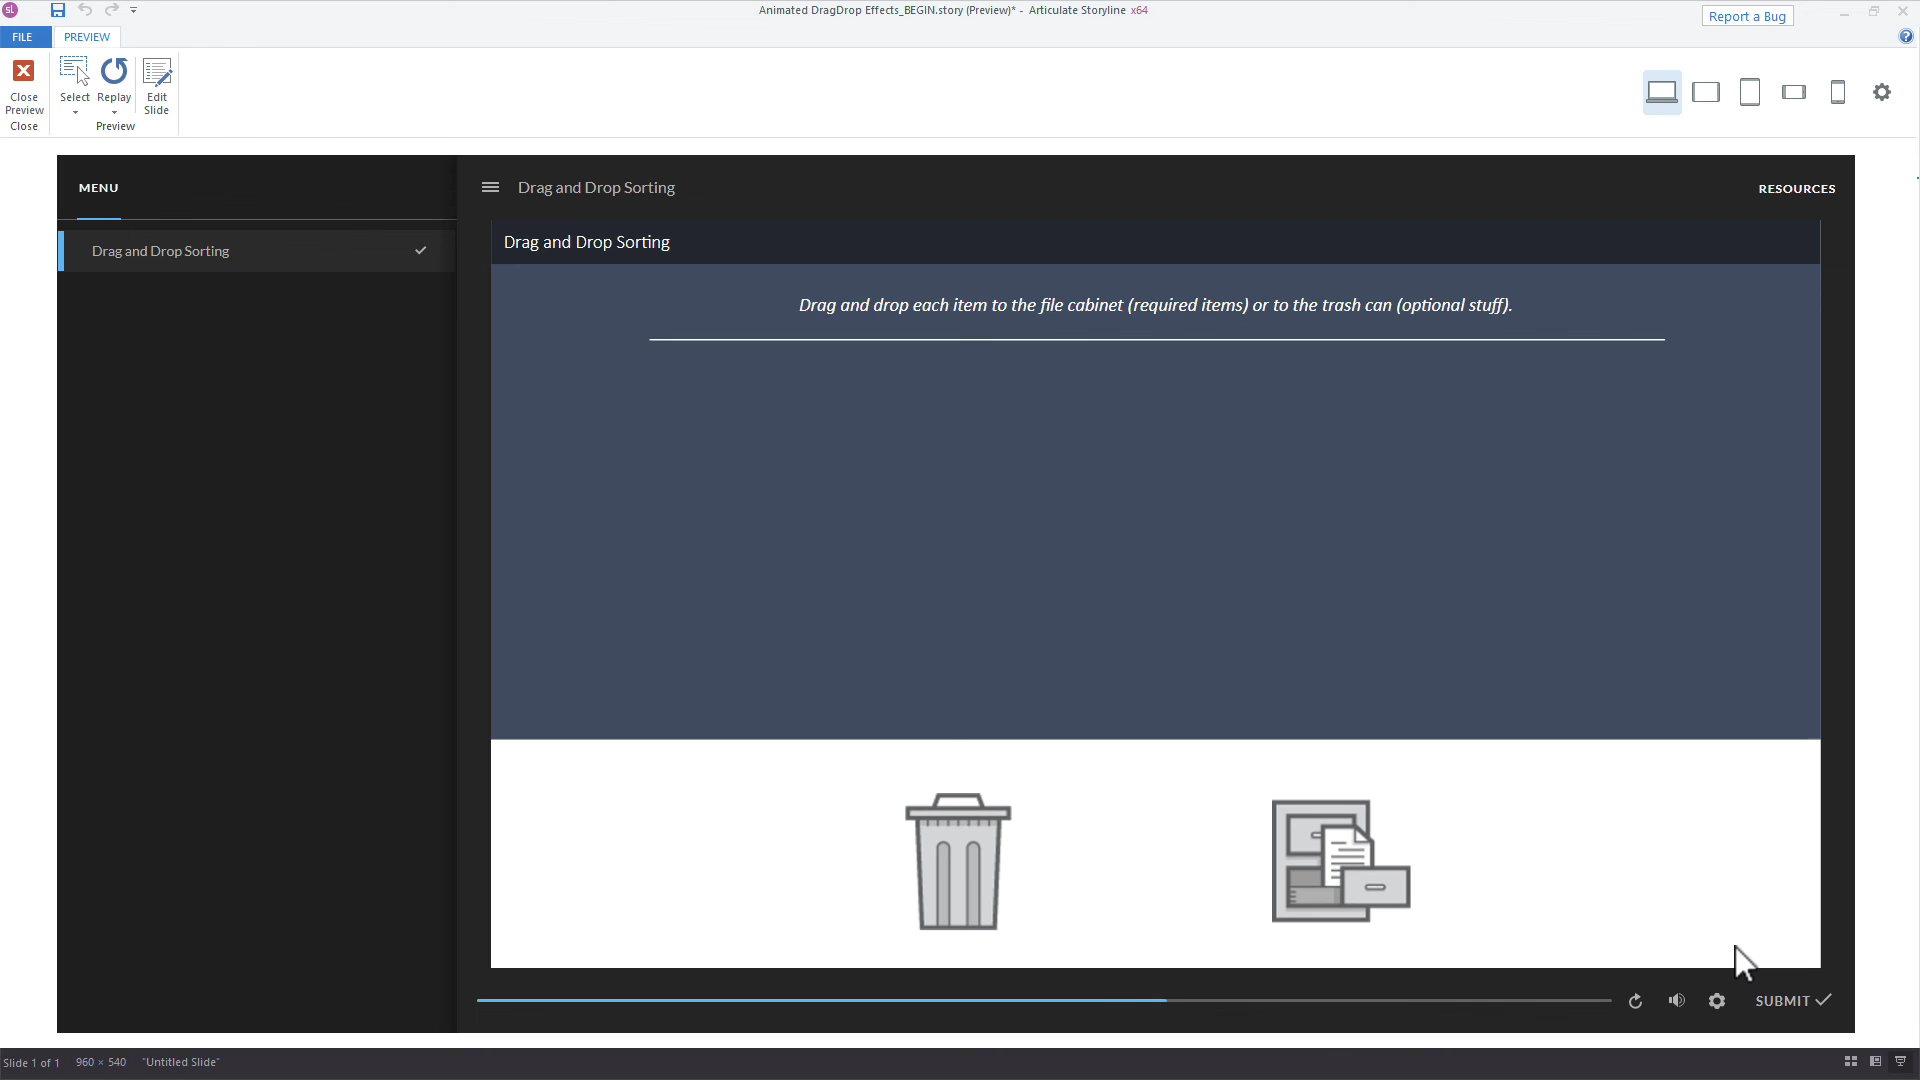 sL
Animated DragDrop Effects_BEGIN.story (Preview)* - Articulate Storyline x64
Report a Bug
FILE
PREVIEW
?
Close Preview
Select
Replay
Edit Slide
Close
Preview
MENU
Drag and Drop Sorting
RESOURCES
Drag and Drop Sorting
Drag and Drop Sorting
Drag and drop each item to the file cabinet (required items) or to the trash can (optional stuff).
SUBMIT
Slide 1 of 1
960 × 540
"Untitled Slide"